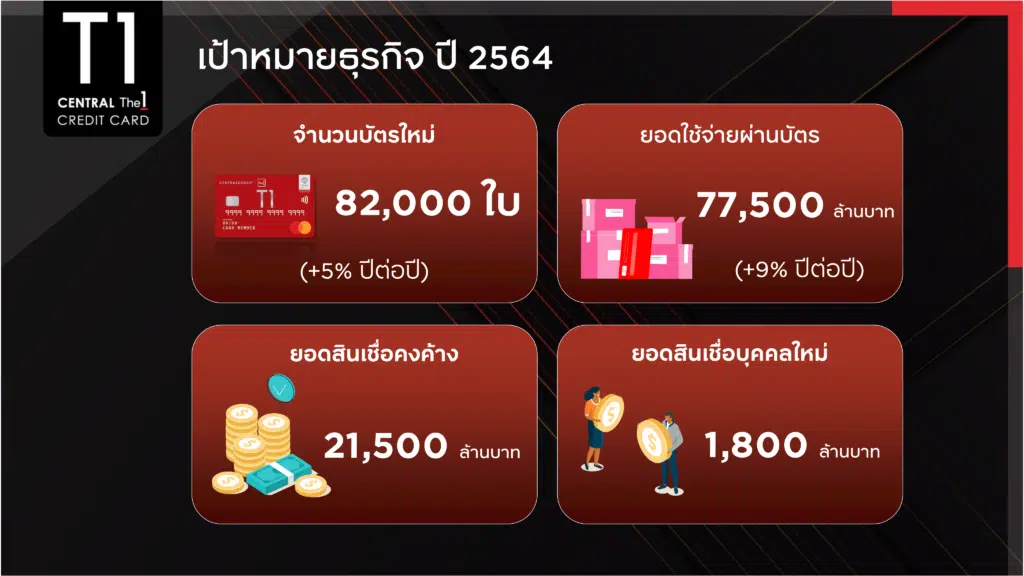 T1
CENTRAL The1
CREDIT CARD
เป้าหมายธุรกิจ ปี 2564
จำนวนบัตรใหม่
T1
82,000 ใบ
(+5% ปีต่อปี)
ยอดใช้จ่ายผ่านบัตร
77,500 ล้านบาท
(+9% ปีต่อปี)
ยอดสินเชื่อคงค้าง
21,500 ล้านบาท
ยอดสินเชื่อบุคคลใหม่
1,800 ล้านบาท